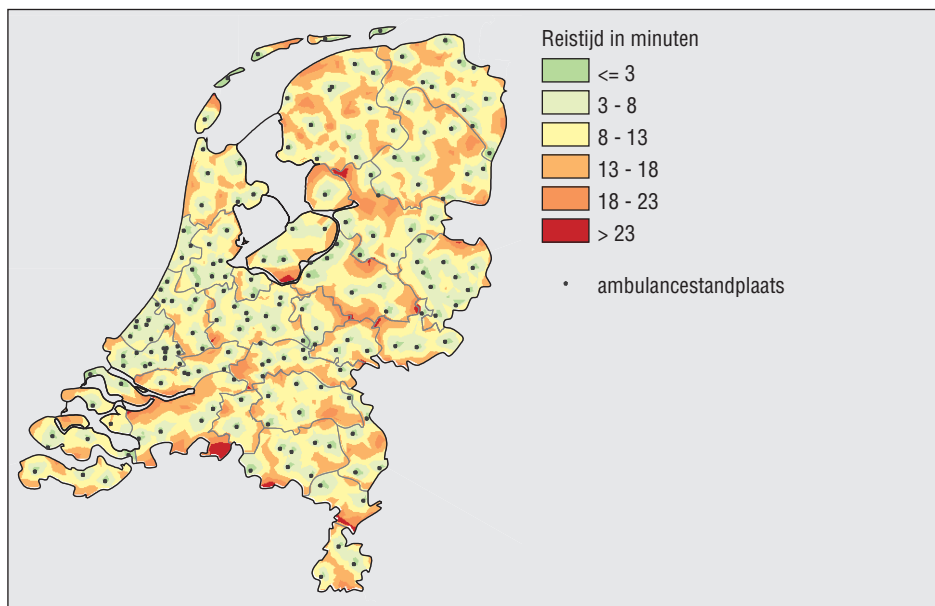 Reistijd in minuten
<= 3
3 - 8
8 - 13
13 - 18
18 - 23
> 23
ambulancestandplaats